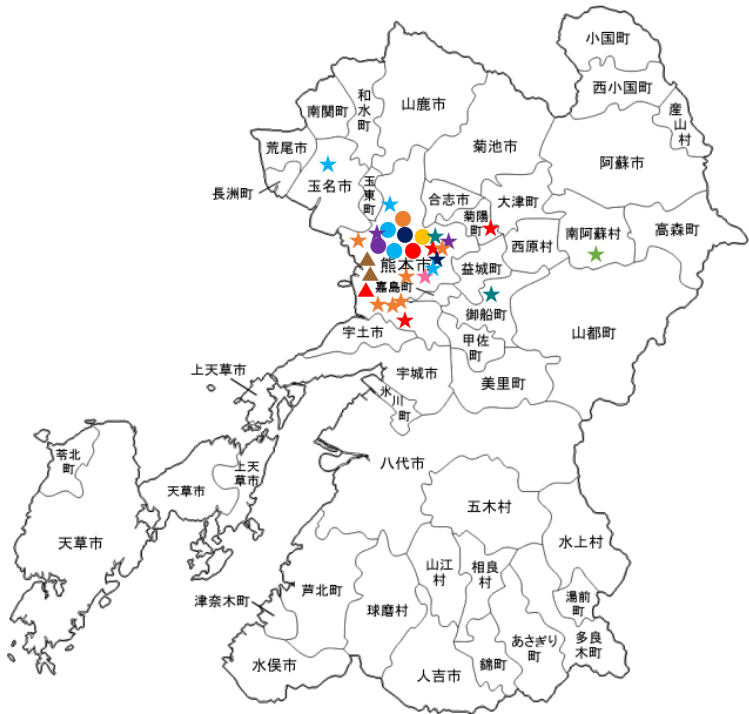 小国町
西小国町
産
山
村
和
水
町
山鹿市
南関町
菊池市
荒尾市
阿蘇市
長洲町
玉名市
玉
東
町
合志市
大津町
菊陽
町
南阿蘇村
高森町
西原村
熊本市
益城町
嘉島町
御船町
宇土市
山都町
甲佐
町
上天草市
宇城市
美里町
氷
川
町
苓北
町
上天
草市
天草市
八代市
五木村
天草市
水上村
山江
村
相良
村
芦北町
津奈木町
球磨村
湯前
町
あさぎり
町
多良
木町
水俣市
錦町
人吉市